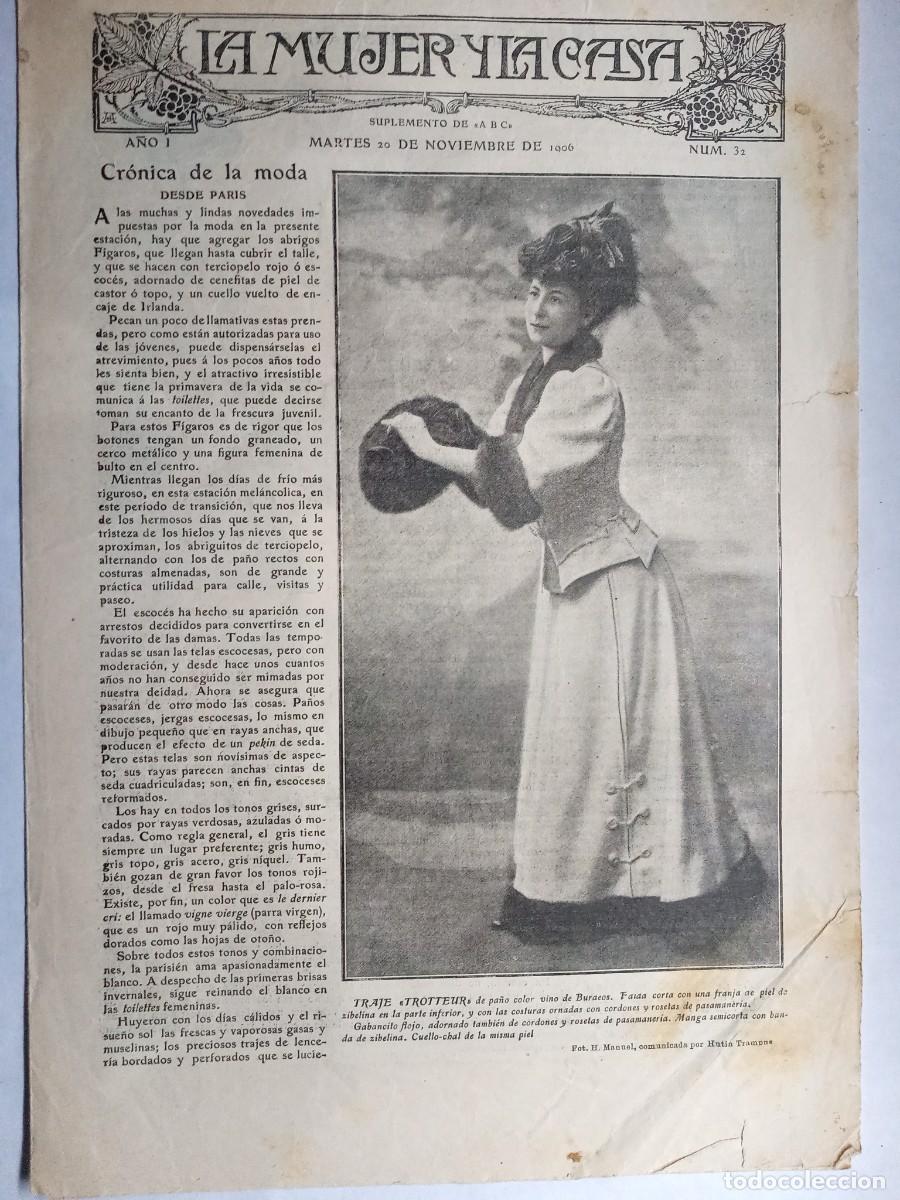 LA MUJER Y LA CASA
SUPLEMENTO DE «A B C»
AÑO I
MARTES 20 DE NOVIEMBRE DE 1906
NUM. 32
Crónica de la moda
DESDE PARIS
A las muchas y lindas novedades im-
puestas por la moda en la presente
estación, hay que agregar los abrigos
Fígaros, que llegan hasta cubrir el talle,
y que se hacen con terciopelo rojo ó es-
cocés, adornado de cenefitas de piel de
castor ó topo, y un cuello vuelto de en-
caje de Irlanda.
Pecan un poco de llamativas estas pren-
das, pero como están autorizadas para uso
de las jóvenes, puede dispensárselas el
atrevimiento, pues á los pocos años todo
les sienta bien, y el atractivo irresistible
que tiene la primavera de la vida se co-
munica á las toilettes, que puede decirse
toman su encanto de la frescura juvenil.
Para estos Fígaros es de rigor que los
botones tengan un fondo graneado, un
cerco metálico y una figura femenina de
bulto en el centro.
Mientras llegan los días de frío más
riguroso, en esta estación meláncolica, en
este período de transición, que nos lleva
de los hermosos días que se van, á la
tristeza de los hielos y las nieves que se
aproximan, los abriguitos de terciopelo,
alternando con los de paño rectos con
costuras almenadas, son de grande y
práctica utilidad para calle, visitas y
paseo.
El escocés ha hecho su aparición con
arrestos decididos para convertirse en el
favorito de las damas. Todas las tempo-
radas se usan las telas escocesas, pero con
moderación, y desde hace unos cuantos
años no han conseguido ser mimadas por
nuestra deidad. Ahora se asegura que
pasarán de otro modo las cosas. Paños
escoceses, jergas escocesas, lo mismo en
dibujo pequeño que en rayas anchas, que
producen el efecto de un pekin de seda.
Pero estas telas son novísimas de aspec-
to; sus rayas parecen anchas cintas de
seda cuadriculadas; son, en fin, escoceses
reformados.
Los hay en todos los tonos grises, sur-
cados por rayas verdosas, azuladas ó mo-
radas. Como regla general, el gris tiene
siempre un lugar preferente; gris humo,
gris topo, gris acero, gris níquel. Tam-
bién gozan de gran favor los tonos roji-
zos, desde el fresa hasta el palo-rosa.
Existe, por fin, un color que es le dernier
cri: el llamado vigne vierge (parra virgen),
que es un rojo muy pálido, con reflejos
dorados como las hojas de otoño.
Sobre todos estos tonos y combinacio-
nes, la parisién ama apasionadamente el
blanco. A despecho de las primeras brisas
invernales, sigue reinando el blanco en
las toilettes femeninas.
Huyeron con los días cálidos y el ri-
sueño sol las frescas y vaporosas gasas y
muselinas; los preciosos trajes de lence-
ría bordados y perforados que se lucie-
TRAJE «TROTTEUR» de paño color vino de Burdeos. Falda corta con una franja de piel de
zibelina en la parte inferior, y con las costuras ornadas con cordones y rosetas de pasamanería.
Gabancito flojo, adornado también de cordones y rosetas de pasamanería. Manga semicorta con ban-
da de zibelina. Cuello-chal de la misma piel
Fot. H. Manuel, comunicada por Hutin Trampus
todocoleccion